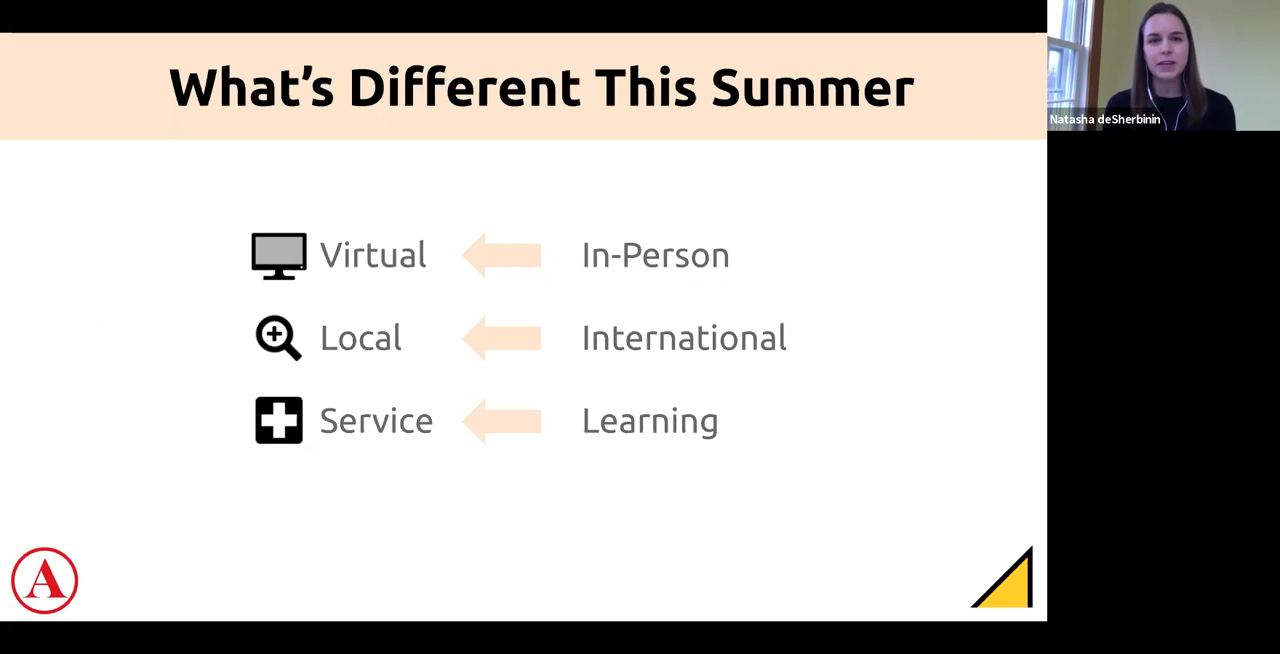 What's Different This Summer
Natasha deSherbinin
Virtual In-Person
Local International
Service Learning
A